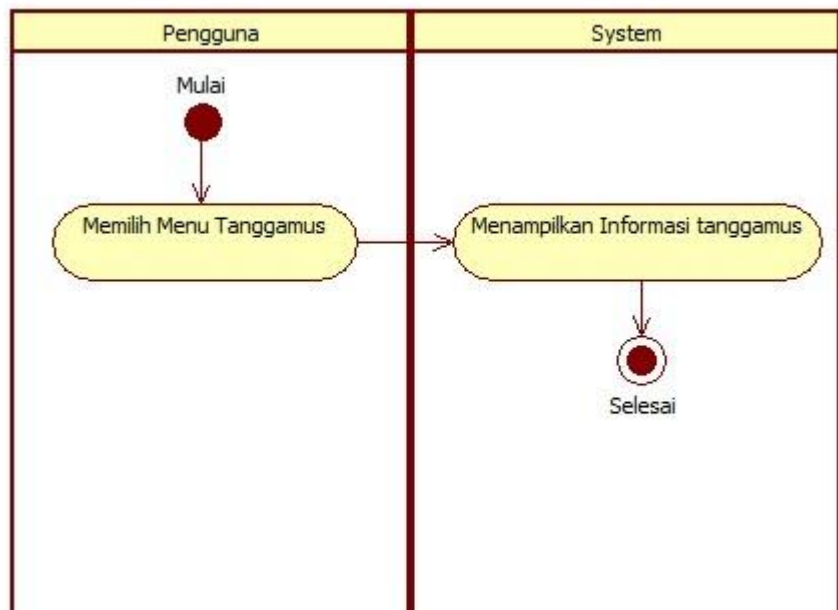 Pengguna
System
Mulai
Memilih Menu Tanggamus
Menampilkan Informasi tanggamus
Selesai